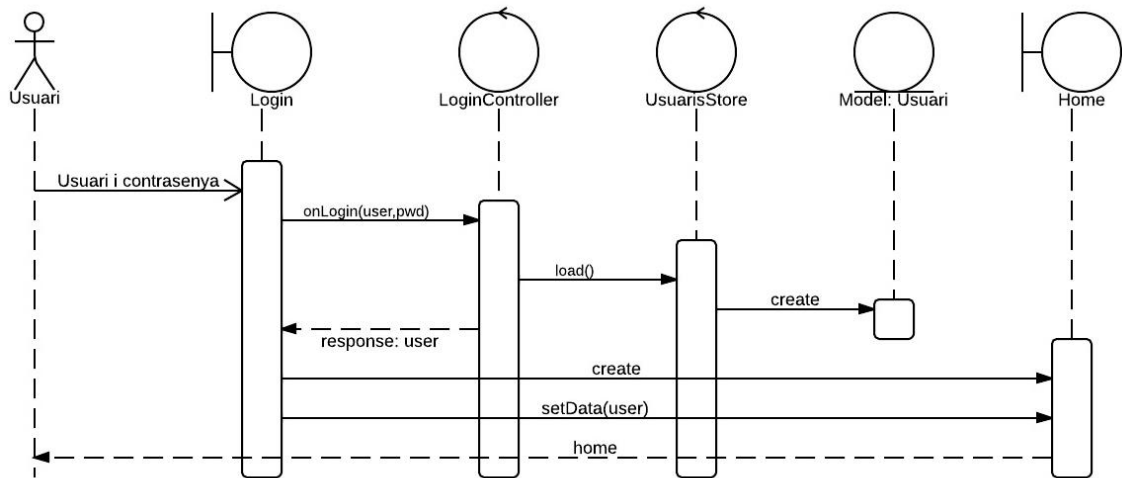 Usuari
Login
LoginController
UsuarisStore
Model: Usuari
Home
Usuari i contrasenya
onLogin(user,pwd)
load()
create
response: user
create
setData(user)
home